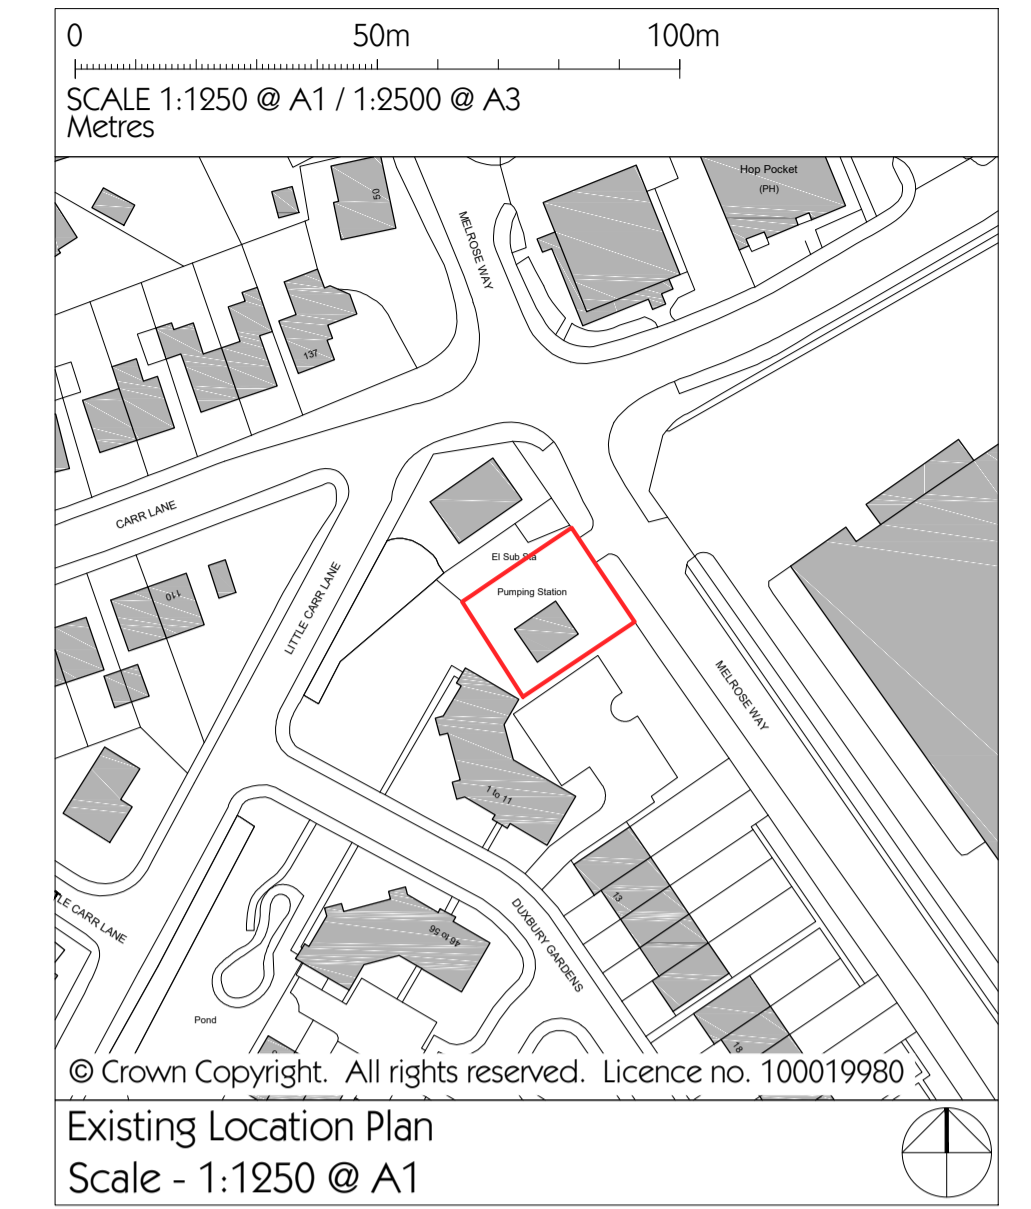 0 50m 100m
SCALE 1:1250 @ A1 / 1:2500 @ A3
Metres
Hop Pocket
(PH)
50
MELROSE WAY
137
CARR LANE
El Sub Sta
Pumping Station
110
LITTLE CARR LANE
MELROSE WAY
1 to 11
13
LE CARR LANE
46 to 56
DUXBURY GARDENS
Pond
18
© Crown Copyright. All rights reserved. Licence no. 100019980
Existing Location Plan
Scale - 1:1250 @ A1